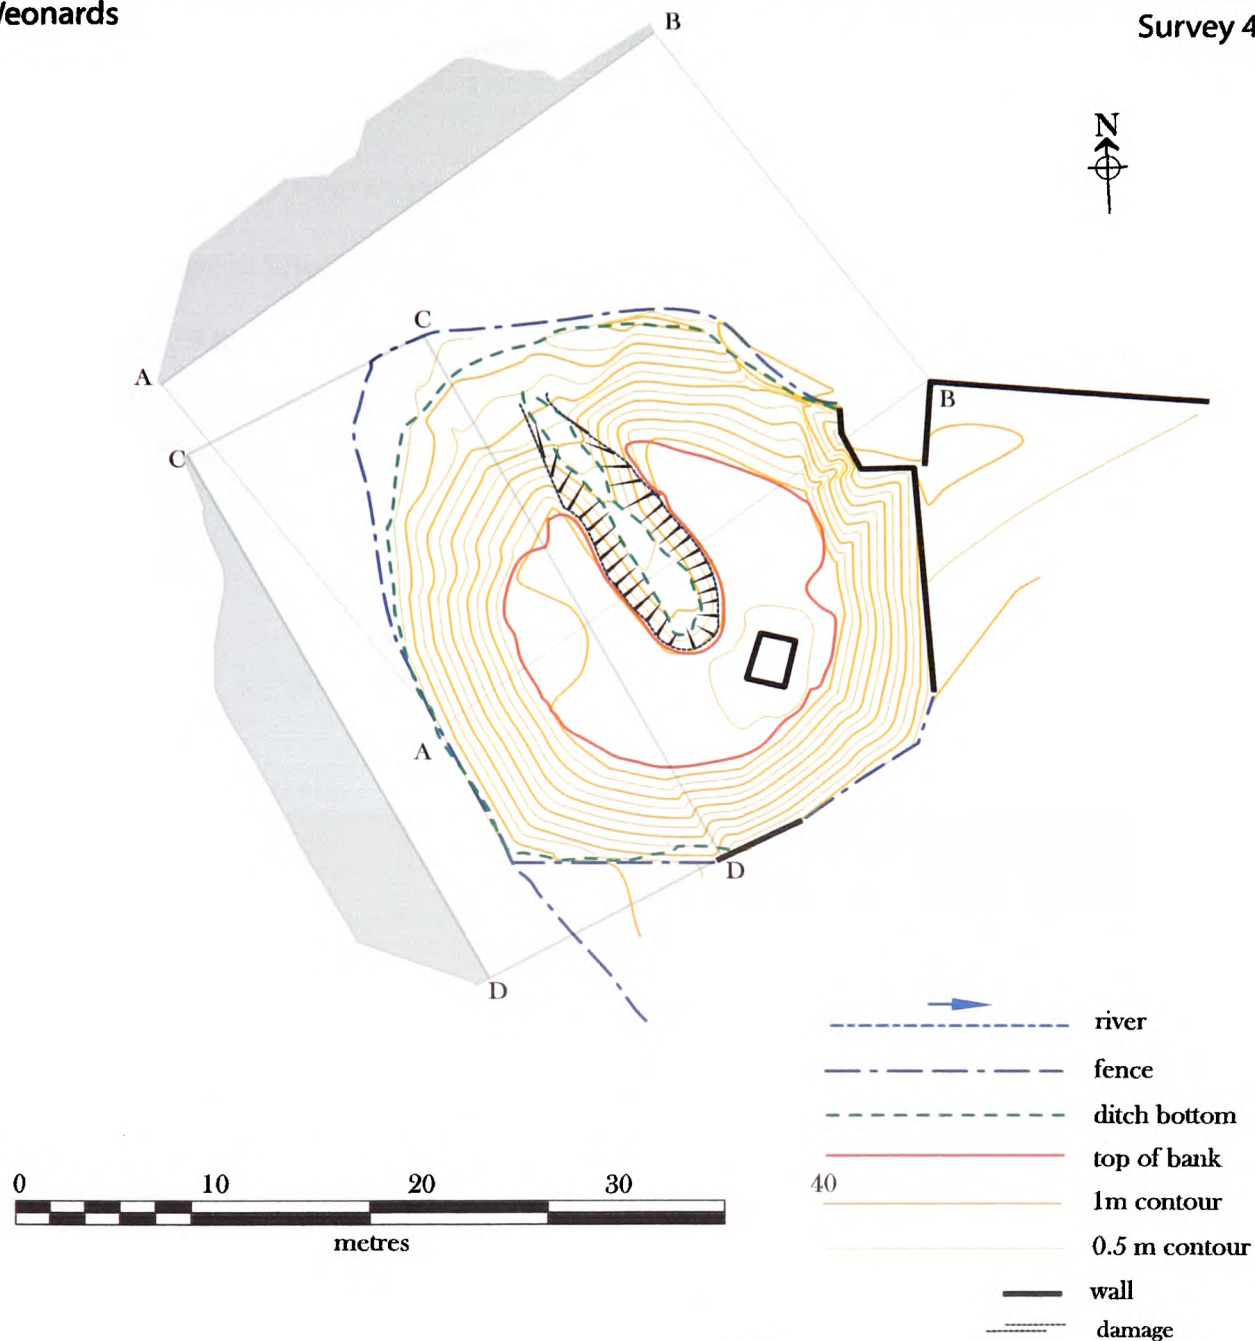 Survey 4
B
N
C
A
B
C
A
D
D
river
fence
ditch bottom
top of bank
0 10 20 30 40
1m contour
metres
0.5 m contour
wall
damage